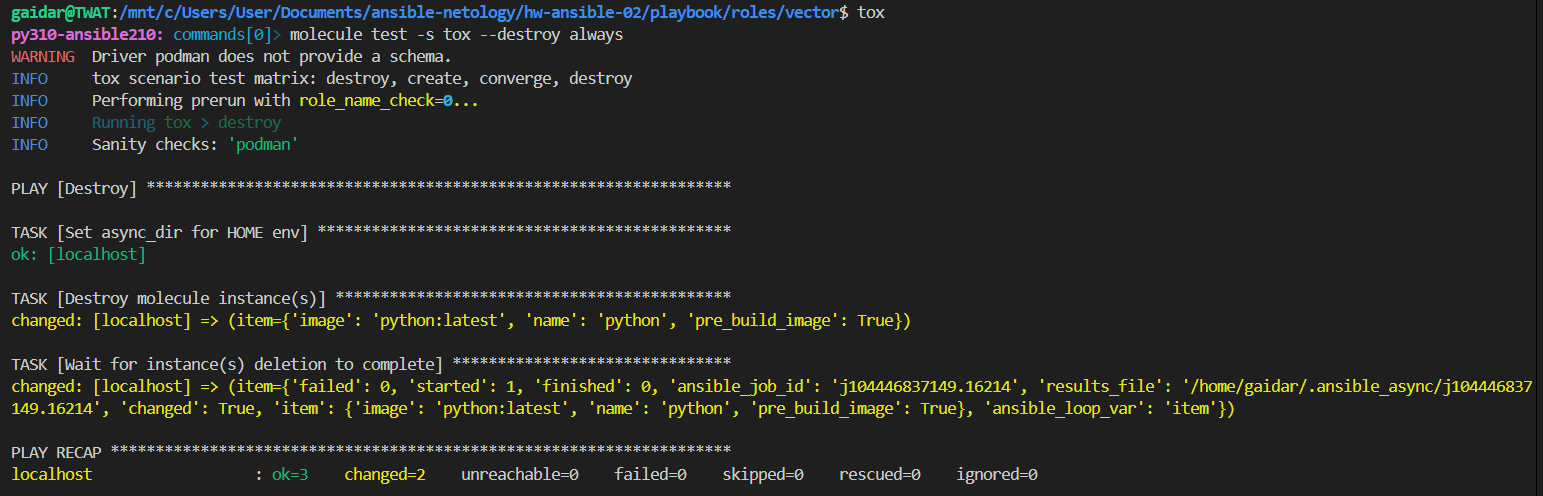 gaidar@TWAT:/mnt/c/Users/User/Documents/ansible-netology/hw-ansible-02/playbook/roles/vector$ tox
py310-ansible210: commands[0]> molecule test -s tox --destroy always
WARNING  Driver podman does not provide a schema.
INFO     tox scenario test matrix: destroy, create, converge, destroy
INFO     Performing prerun with role_name_check=0...
INFO     Running tox > destroy
INFO     Sanity checks: 'podman'
PLAY [Destroy] *****************************************************************
TASK [Set async_dir for HOME env] **********************************************
ok: [localhost]
TASK [Destroy molecule instance(s)] ********************************************
changed: [localhost] => (item={'image': 'python:latest', 'name': 'python', 'pre_build_image': True})
TASK [Wait for instance(s) deletion to complete] *******************************
changed: [localhost] => (item={'failed': 0, 'started': 1, 'finished': 0, 'ansible_job_id': 'j104446837149.16214', 'results_file': '/home/gaidar/.ansible_async/j104446837
149.16214', 'changed': True, 'item': {'image': 'python:latest', 'name': 'python', 'pre_build_image': True}, 'ansible_loop_var': 'item'})
PLAY RECAP *********************************************************************
localhost                  : ok=3    changed=2    unreachable=0    failed=0    skipped=0    rescued=0    ignored=0